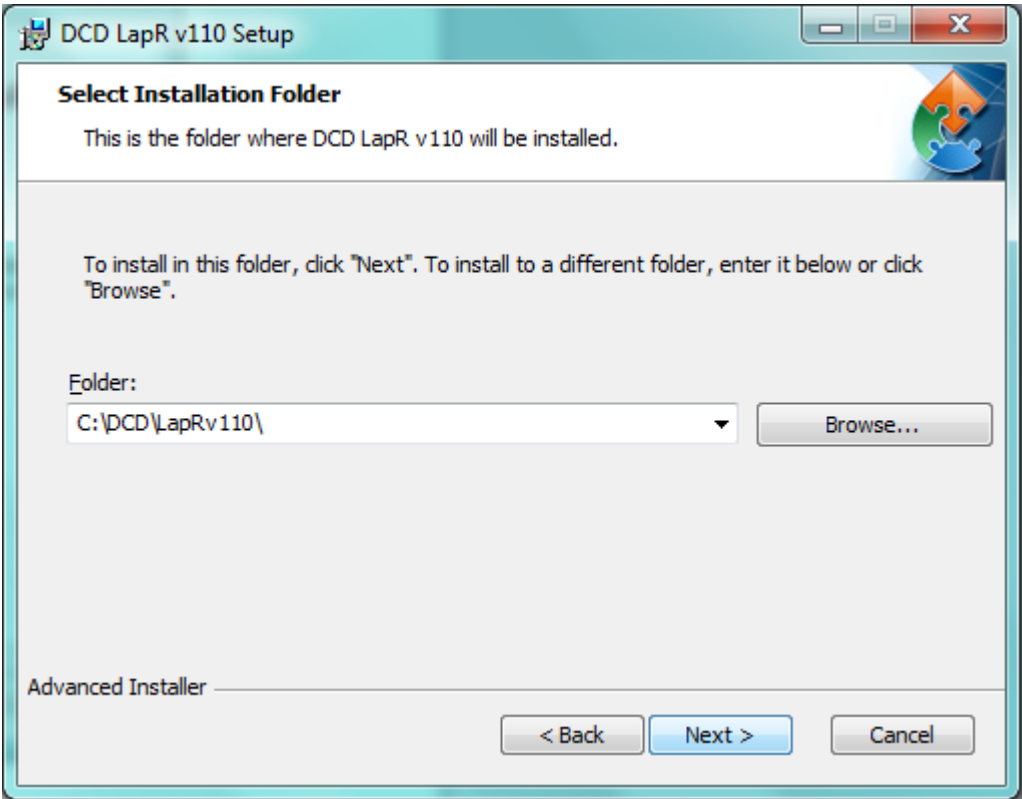 DCD LapR v110 Setup
Select Installation Folder
This is the folder where DCD LapR v110 will be installed.
To install in this folder, click "Next". To install to a different folder, enter it below or click
"Browse".
Folder:
C:\DCD\LapRv110\
Browse...
Advanced Installer
< Back
Next >
Cancel